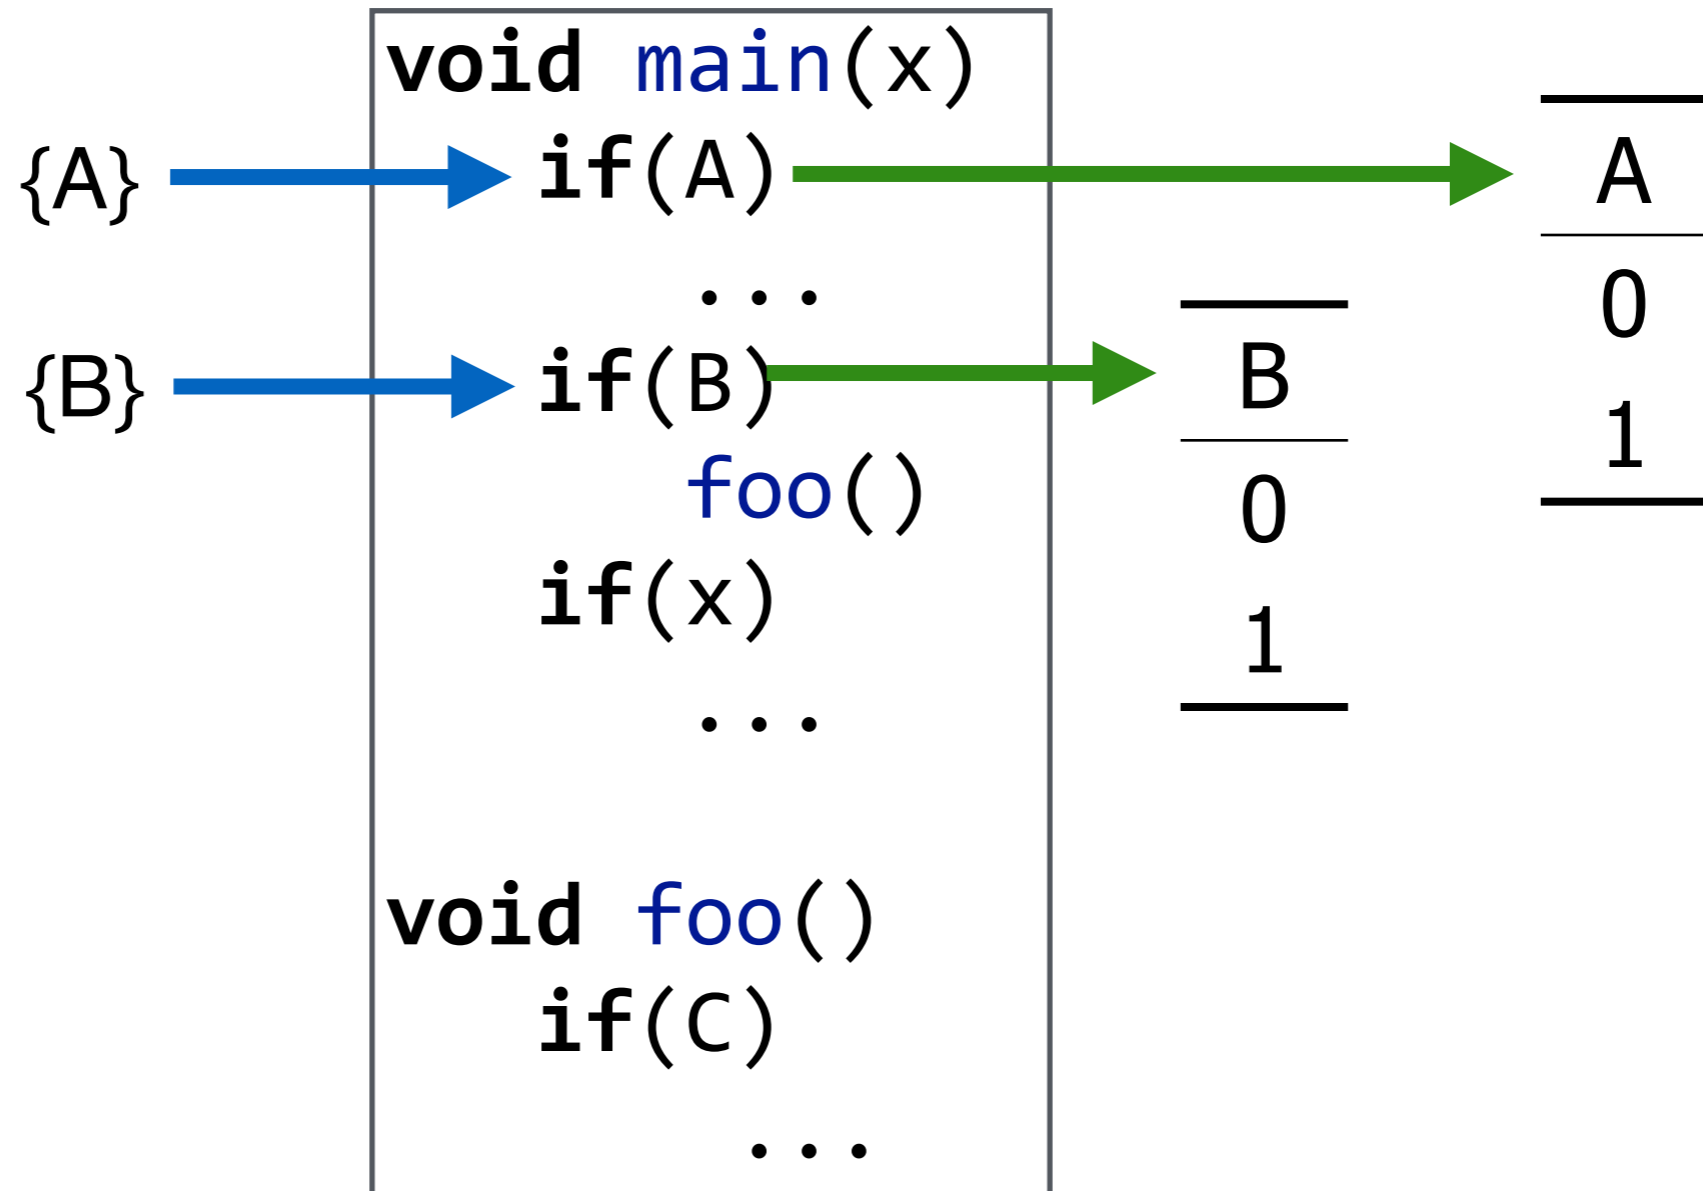 void main(x)
{A}
if(A)
...
{B}
if(B)
foo()
if(x)
...
void foo()
if(C)
...
B
0
1
A
0
1